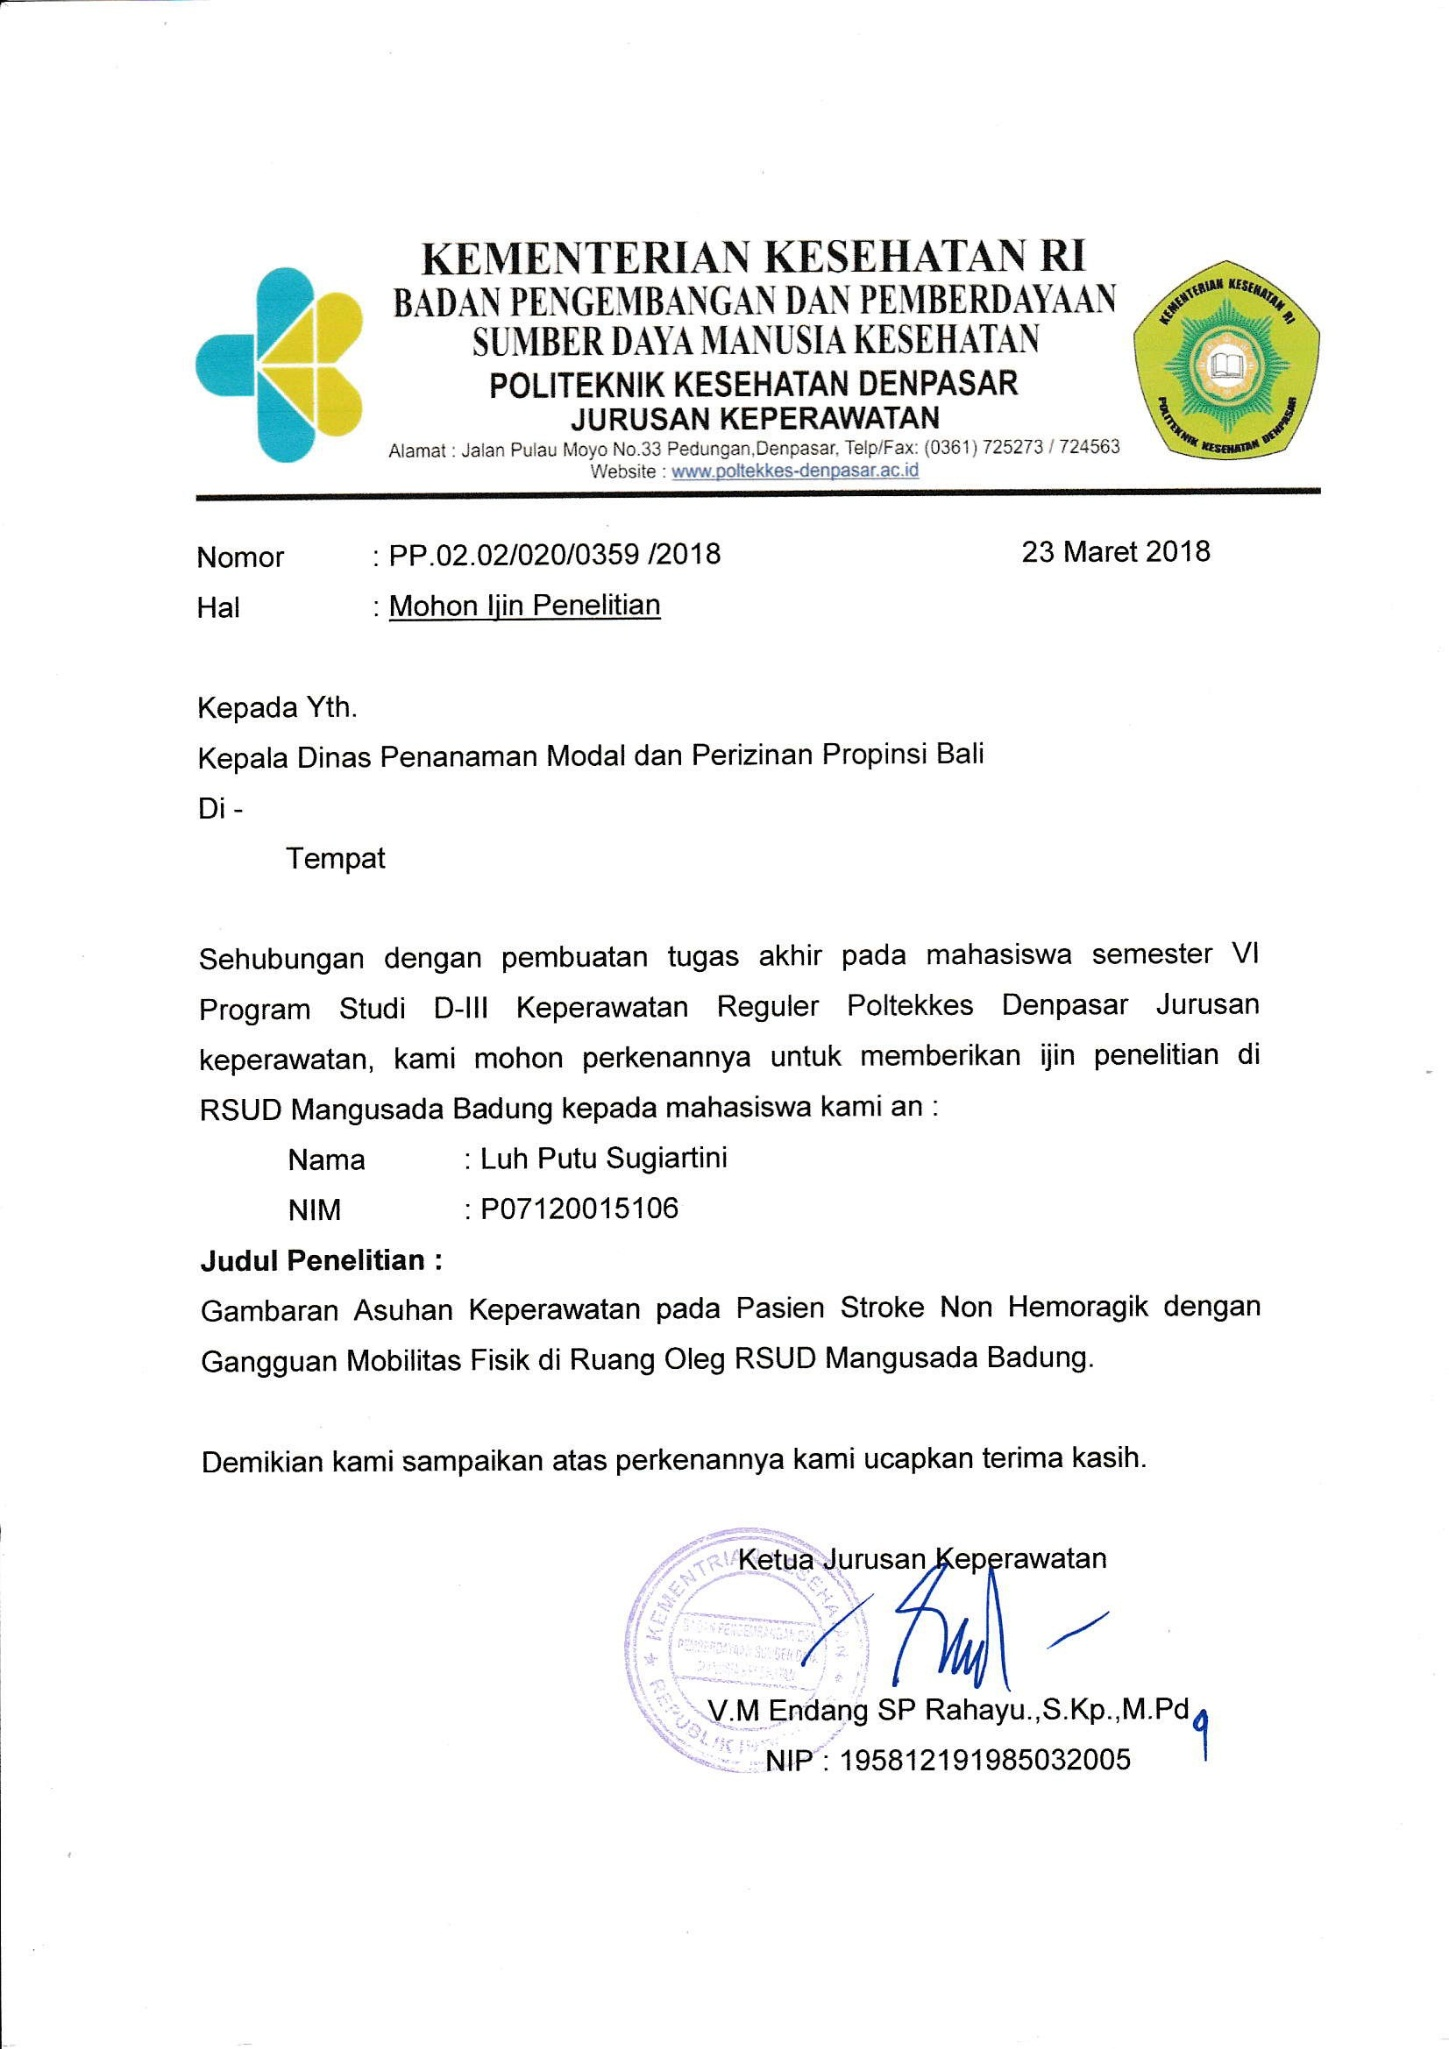 KEMENTERIAN KESEHATAN RI
BADAN PENGEMBANGAN DAN PEMBERDAYAAN
SUMBER DAYA MANUSIA KESEHATAN
POLITEKNIK KESEHATAN DENPASAR
JURUSAN KEPERAWATAN
Alamat : Jalan Pulau Moyo No.33 Pedungan,Denpasar, Telp/Fax: (0361) 725273 / 724563
Website : www.poltekkes-denpasar.ac.id
KEMENTERIAN KESEHATAN RI
POLITEKNIK KESEHATAN DENPASAR
Nomor : PP.02.02/020/0359 /2018 23 Maret 2018
Hal : Mohon Ijin Penelitian
Kepada Yth.
Kepala Dinas Penanaman Modal dan Perizinan Propinsi Bali
Di -
Tempat
Sehubungan dengan pembuatan tugas akhir pada mahasiswa semester VI
Program Studi D-III Keperawatan Reguler Poltekkes Denpasar Jurusan
keperawatan, kami mohon perkenannya untuk memberikan ijin penelitian di
RSUD Mangusada Badung kepada mahasiswa kami an :
Nama : Luh Putu Sugiartini
NIM : P07120015106
Judul Penelitian :
Gambaran Asuhan Keperawatan pada Pasien Stroke Non Hemoragik dengan
Gangguan Mobilitas Fisik di Ruang Oleg RSUD Mangusada Badung.
Demikian kami sampaikan atas perkenannya kami ucapkan terima kasih.
Ketua Jurusan Keperawatan
KEMENTRIAN KESEHATAN
BADAN PENGEMBANGAN DAN
REPUBLIK
V.M Endang SP Rahayu.,S.Kp.,M.Pd
NIP : 195812191985032005